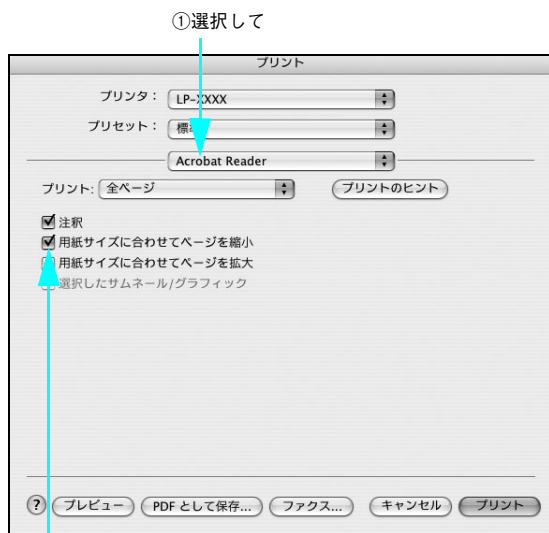 ①選択して
プリント
プリンタ： LP-XXXX
プリセット： 標準
Acrobat Reader
プリント: 全ページ プリントのヒント
注釈
用紙サイズに合わせてページを縮小
用紙サイズに合わせてページを拡大
選択したサムネール/グラフィック
? プレビュー PDF として保存... ファクス... キャンセル プリント